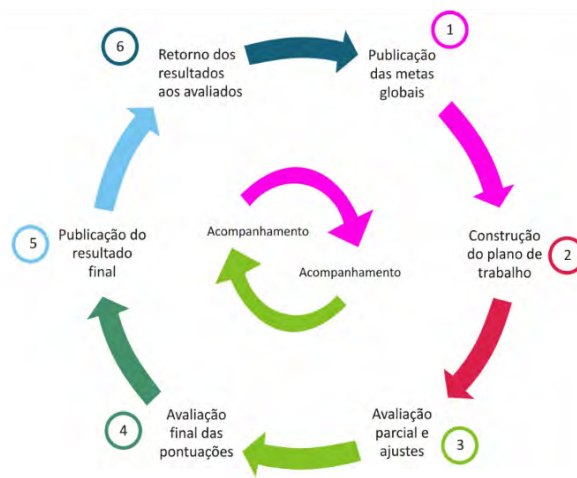 1
Publicação
das metas
globais
2
Construção
do plano de
trabalho
3
Avaliação
parcial e
ajustes
4
Avaliação
final das
pontuações
5
Publicação do
resultado
final
6
Retorno dos
resultados
aos avaliados
Acompanhamento
Acompanhamento